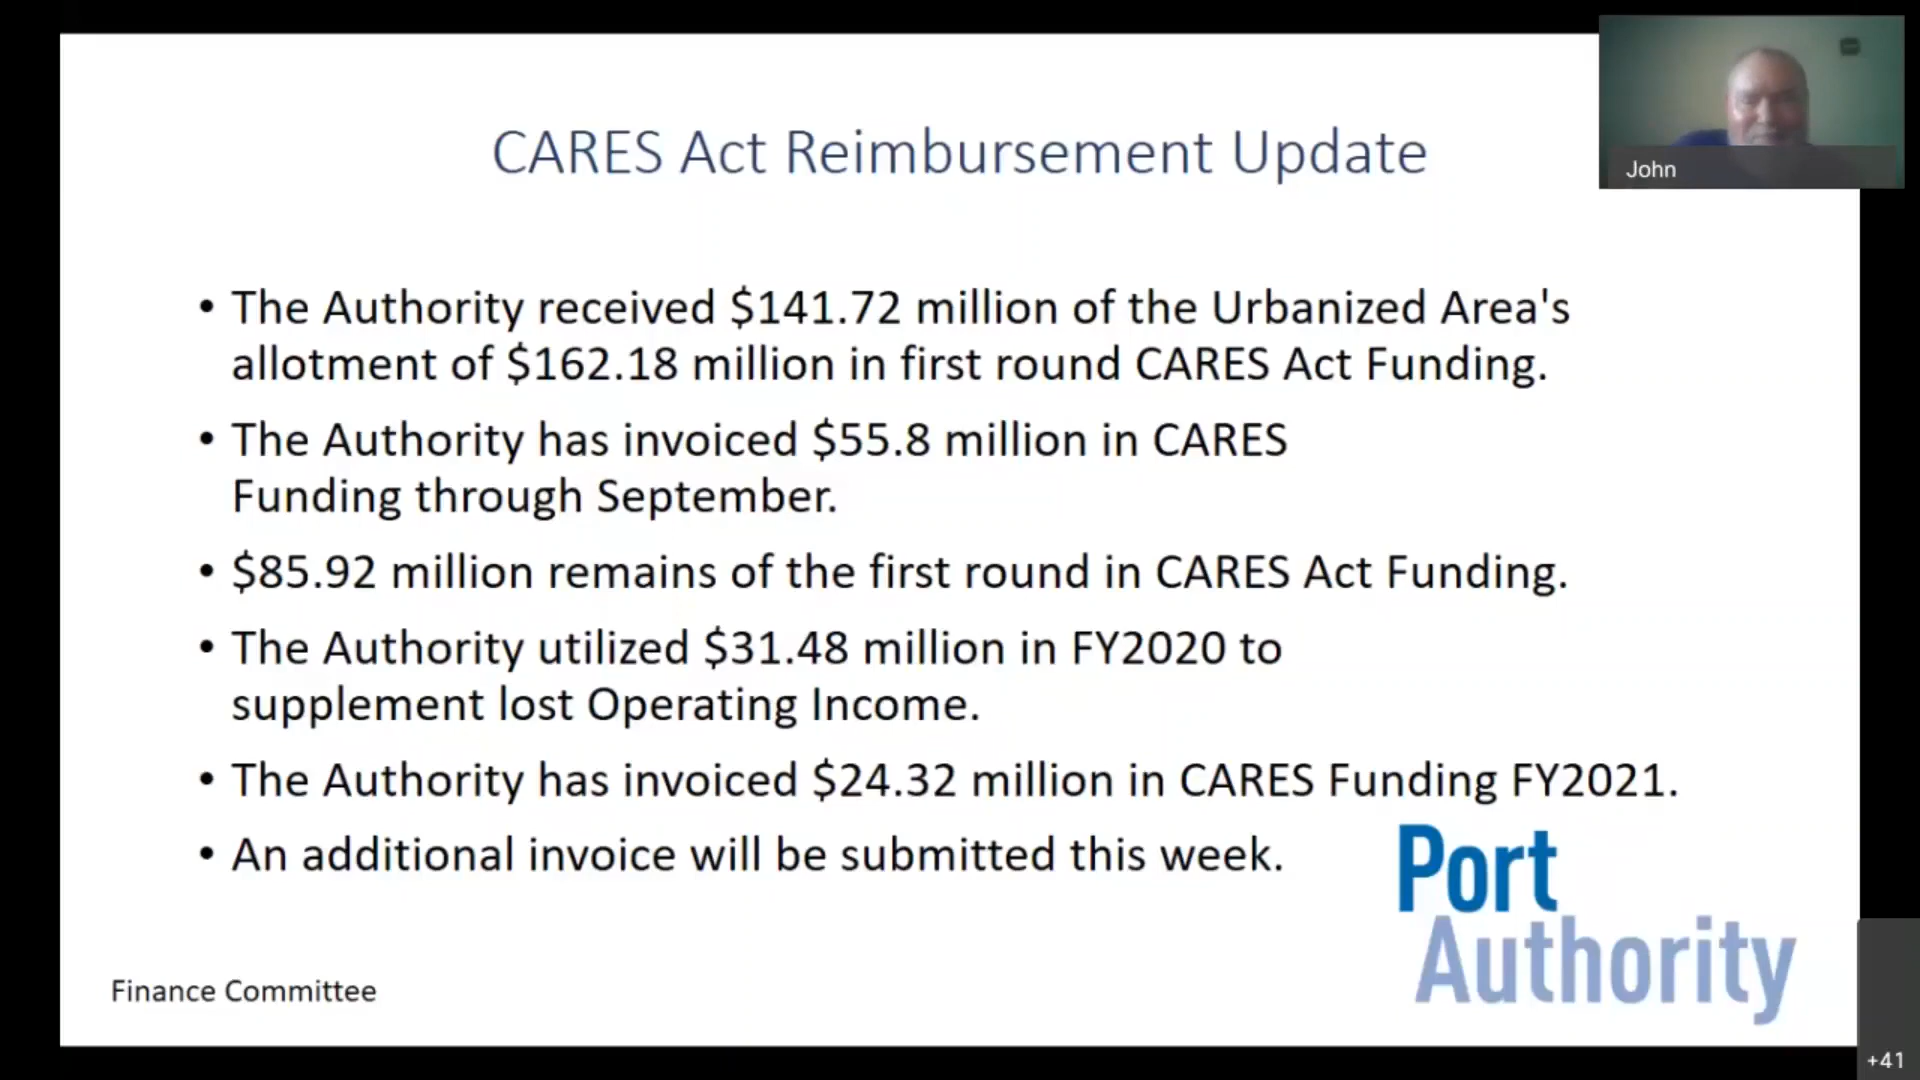 CARES Act Reimbursement Update
John
• The Authority received $141.72 million of the Urbanized Area's
allotment of $162.18 million in first round CARES Act Funding.
• The Authority has invoiced $55.8 million in CARES
Funding through September.
• $85.92 million remains of the first round in CARES Act Funding.
• The Authority utilized $31.48 million in FY2020 to
supplement lost Operating Income.
• The Authority has invoiced $24.32 million in CARES Funding FY2021.
• An additional invoice will be submitted this week.
Port
Authority
Finance Committee
+41